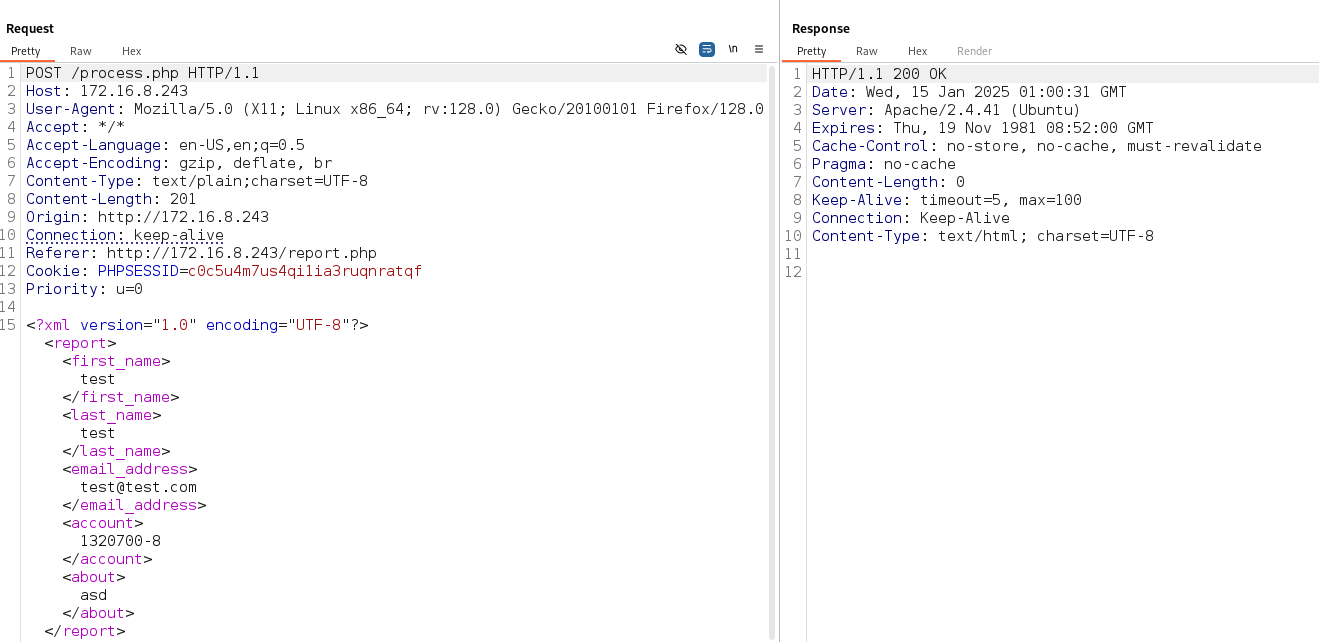 Request
Pretty Raw Hex
\n
1 POST /process.php HTTP/1.1
2 Host: 172.16.8.243
3 User-Agent: Mozilla/5.0 (X11; Linux x86_64; rv:128.0) Gecko/20100101 Firefox/128.0
4 Accept: */*
5 Accept-Language: en-US,en;q=0.5
6 Accept-Encoding: gzip, deflate, br
7 Content-Type: text/plain;charset=UTF-8
8 Content-Length: 201
9 Origin: http://172.16.8.243
10 Connection: keep-alive
11 Referer: http://172.16.8.243/report.php
12 Cookie: PHPSESSID=c0c5u4m7us4qi1ia3ruqnratqf
13 Priority: u=0
14
15 <?xml version="1.0" encoding="UTF-8"?>
<report>
<first_name>
test
</first_name>
<last_name>
test
</last_name>
<email_address>
test@test.com
</email_address>
<account>
1320700-8
</account>
<about>
asd
</about>
</report>
Response
Pretty Raw Hex Render
1 HTTP/1.1 200 OK
2 Date: Wed, 15 Jan 2025 01:00:31 GMT
3 Server: Apache/2.4.41 (Ubuntu)
4 Expires: Thu, 19 Nov 1981 08:52:00 GMT
5 Cache-Control: no-store, no-cache, must-revalidate
6 Pragma: no-cache
7 Content-Length: 0
8 Keep-Alive: timeout=5, max=100
9 Connection: Keep-Alive
10 Content-Type: text/html; charset=UTF-8
11
12